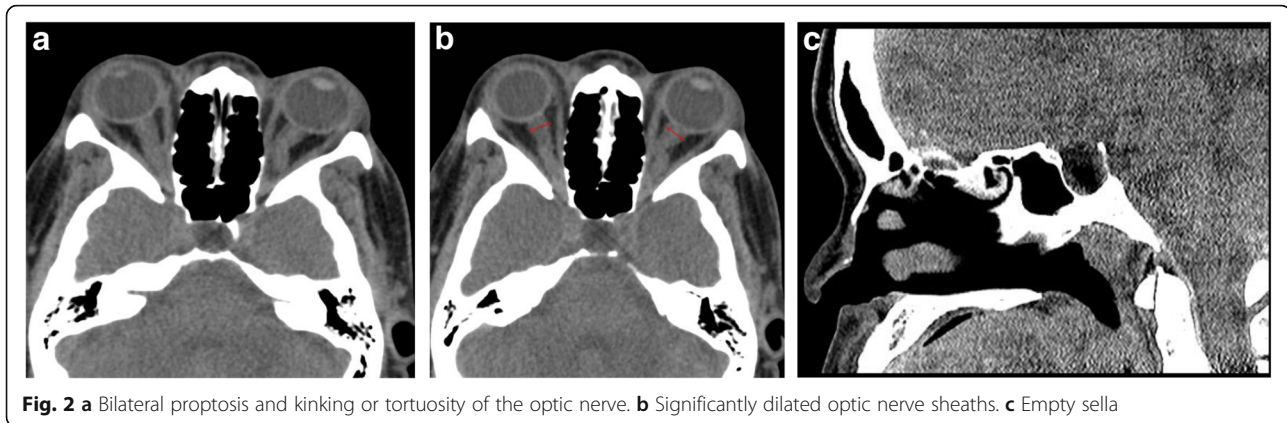 a
b
c
Fig. 2 a Bilateral proptosis and kinking or tortuosity of the optic nerve. b Significantly dilated optic nerve sheaths. c Empty sella